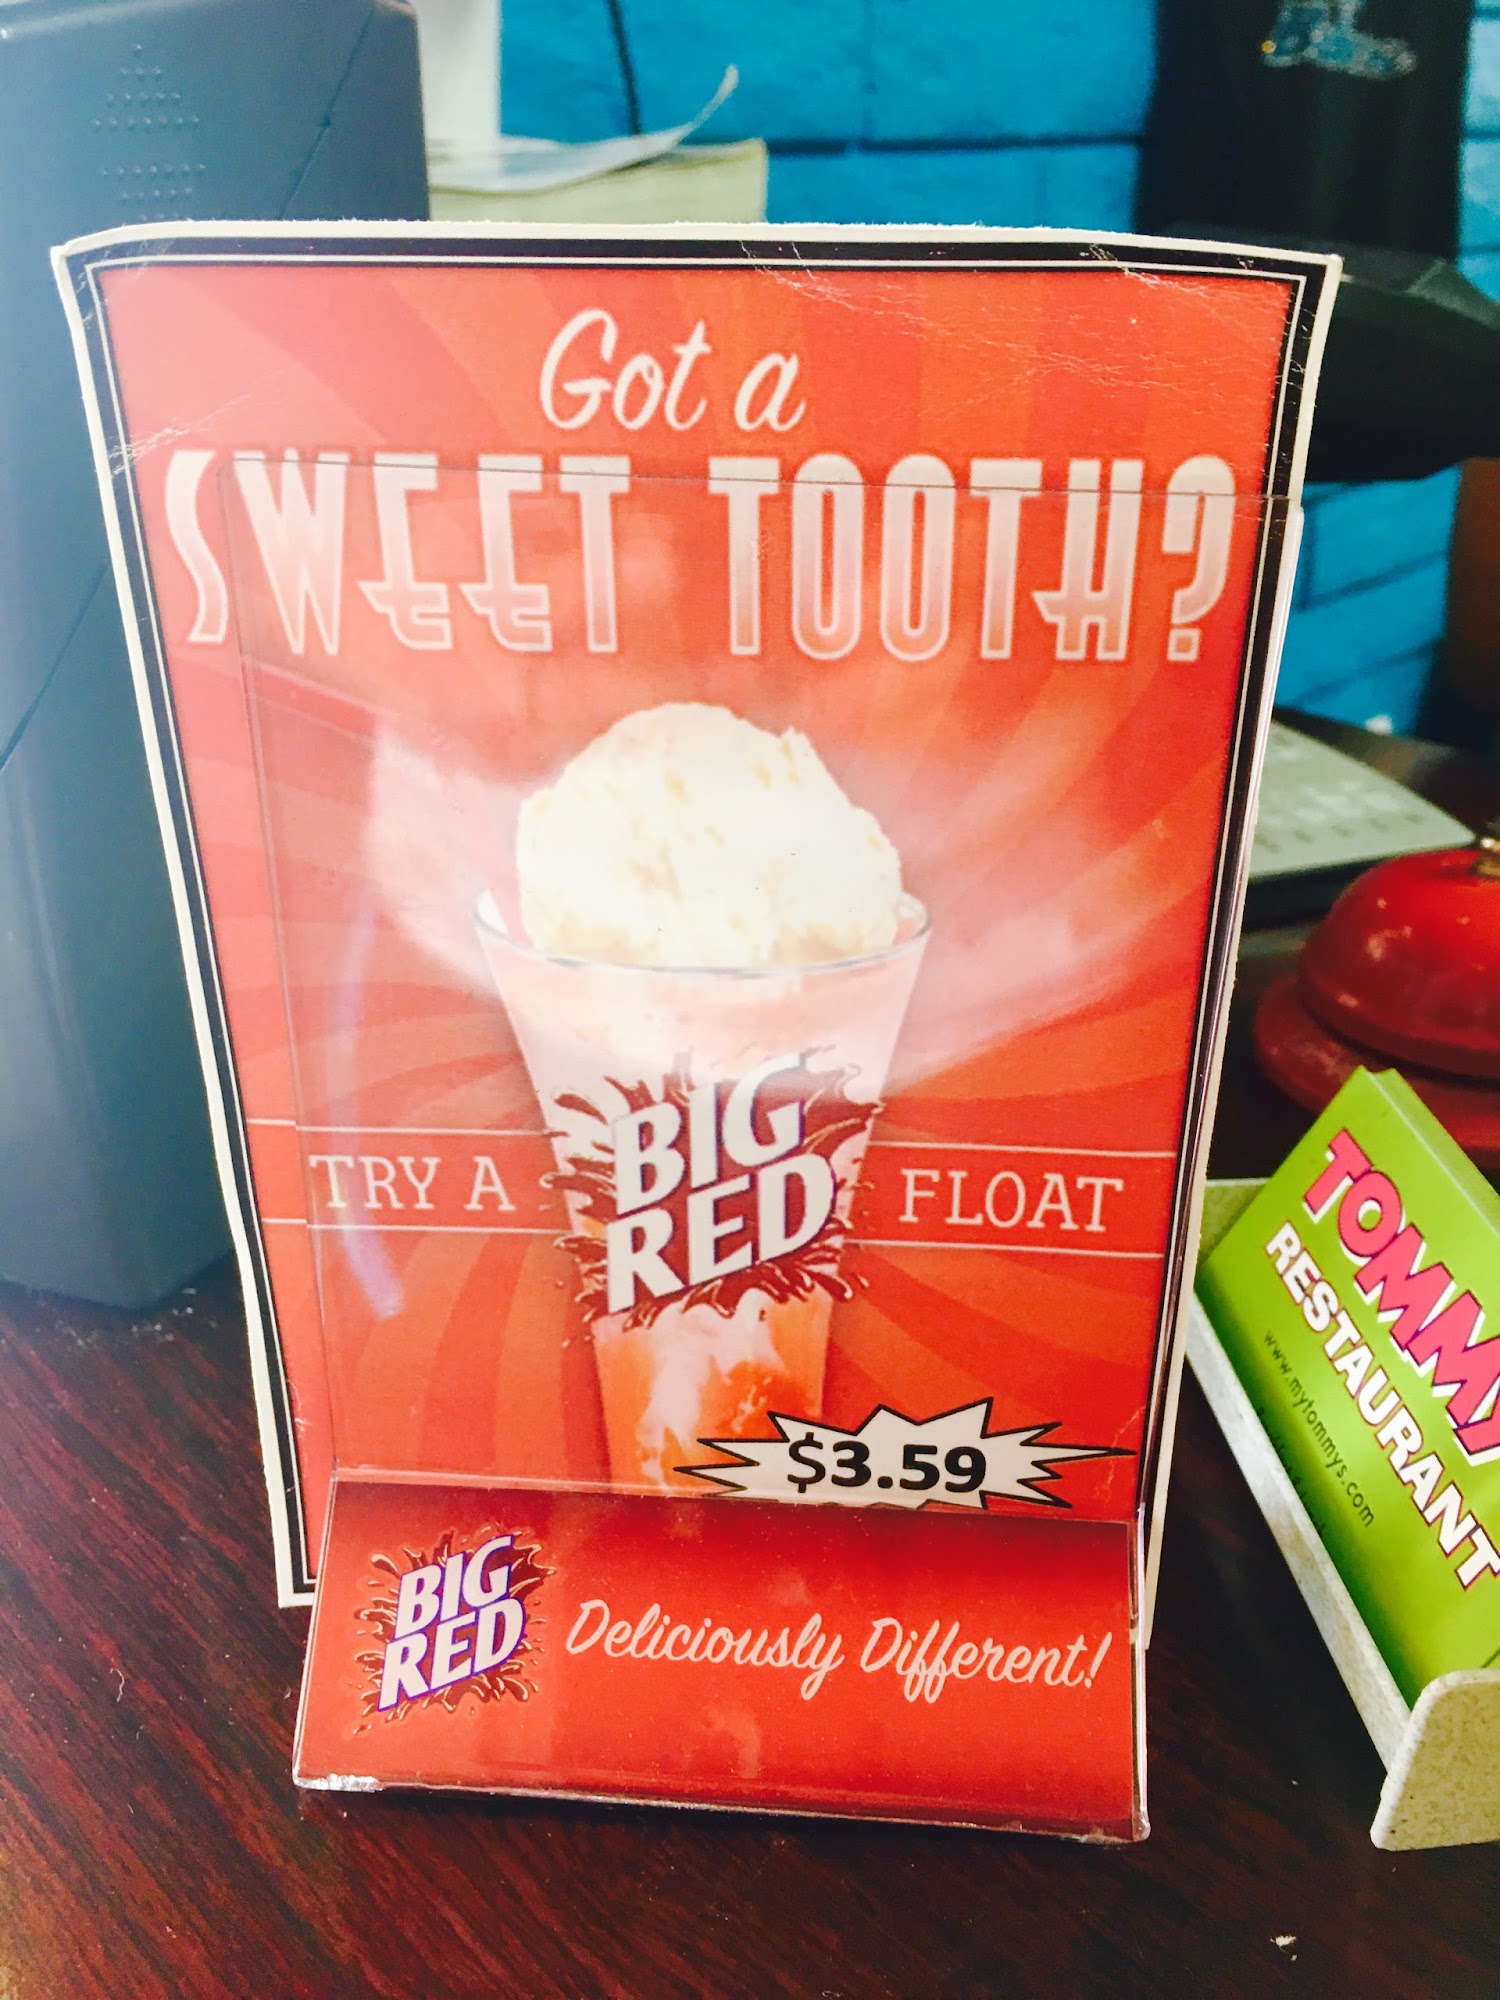 Got a
SWEET TOOTH?
TRY A
BIG
RED
FLOAT
$3.59
BIG
RED
Deliciously Different!
TOMMY
RESTAURANT
www.mytommys.com